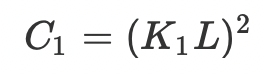 C₁ = (K₁L)²